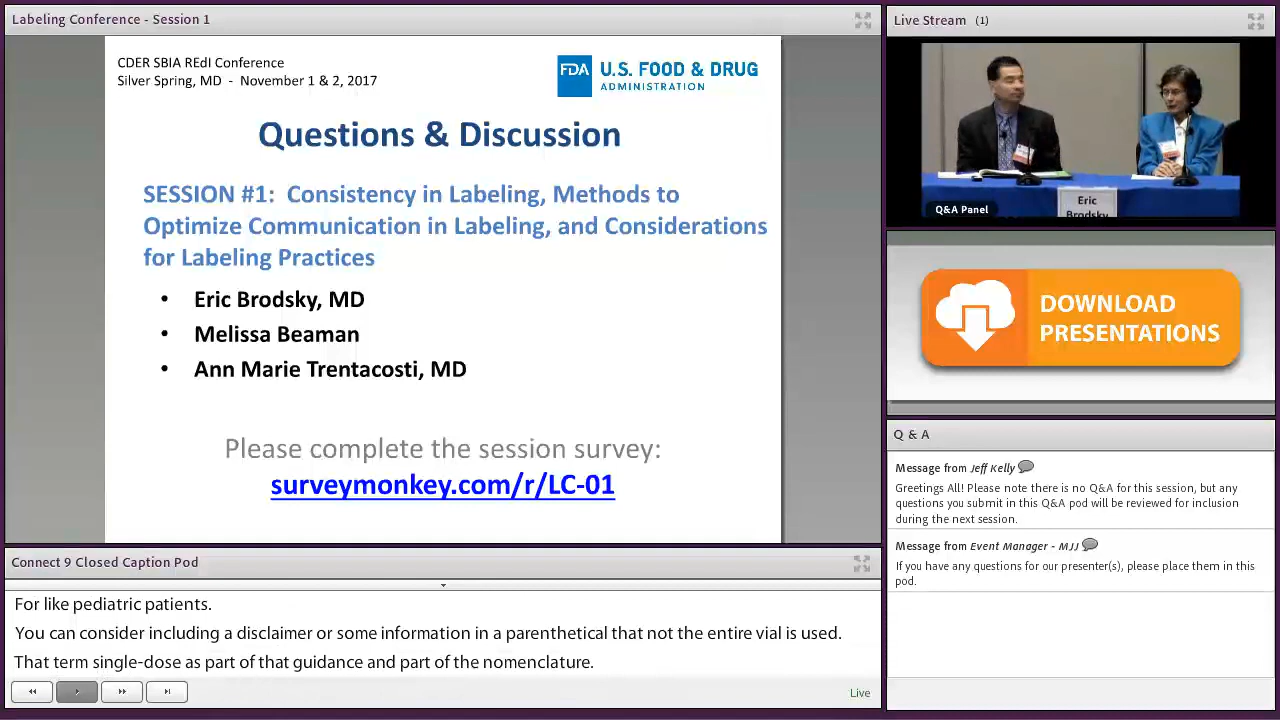 Labeling Conference - Session 1
CDER SBIA REdI Conference
Silver Spring, MD - November 1 & 2, 2017
FDA U.S. FOOD & DRUG
ADMINISTRATION
Questions & Discussion
SESSION #1: Consistency in Labeling, Methods to
Optimize Communication in Labeling, and Considerations
for Labeling Practices
• Eric Brodsky, MD
• Melissa Beaman
• Ann Marie Trentacosti, MD
Please complete the session survey:
surveymonkey.com/r/LC-01
Connect 9 Closed Caption Pod
For like pediatric patients.
You can consider including a disclaimer or some information in a parenthetical that not the entire vial is used.
That term single-dose as part of that guidance and part of the nomenclature.
Live
Live Stream (1)
Q&A Panel
Eric
Brodsky
DOWNLOAD
PRESENTATIONS
Q & A
Message from Jeff Kelly
Greetings All! Please note there is no Q&A for this session, but any
questions you submit in this Q&A pod will be reviewed for inclusion
during the next session.
Message from Event Manager - MJJ
If you have any questions for our presenter(s), please place them in this
pod.